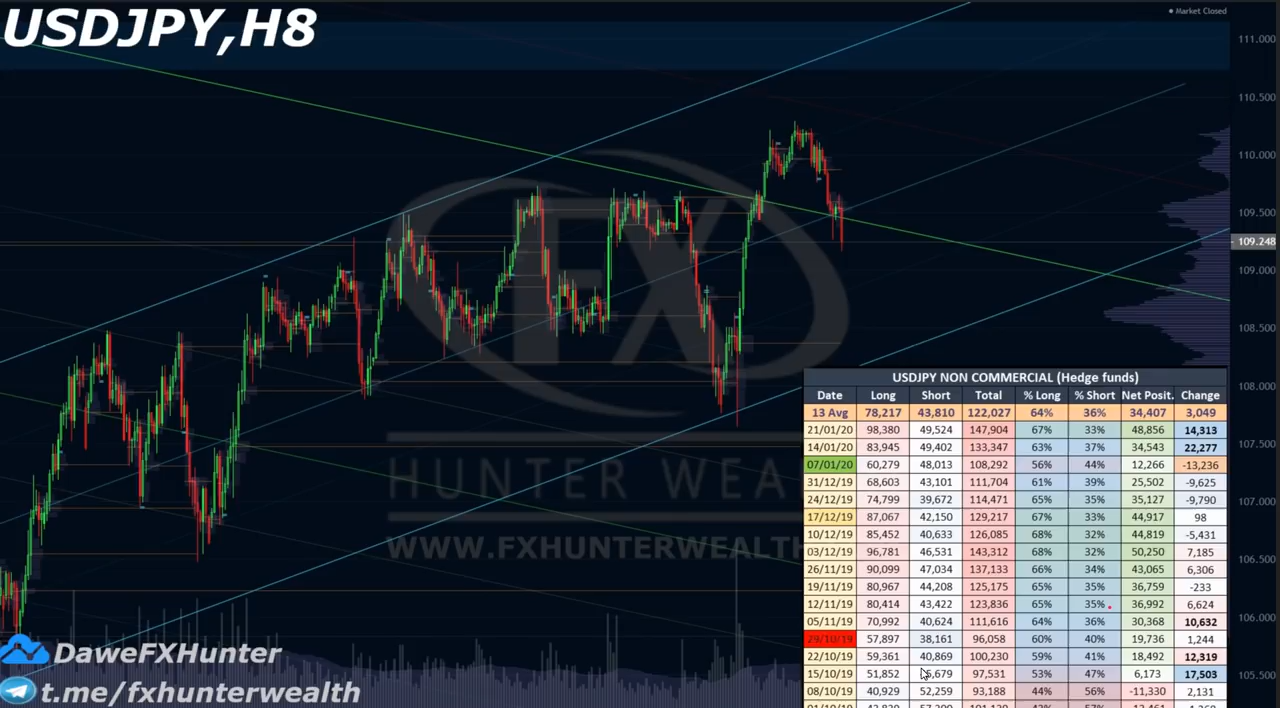 USDJPY,H8
Market Closed
111.000
110.500
110.000
109.500
109.248
109.000
108.500
108.000
107.500
107.000
106.500
106.000
105.500
FX
HUNTER WEA
WWW.FXHUNTERWEALTH
USDJPY NON COMMERCIAL (Hedge funds)
Date Long Short Total % Long % Short Net Posit. Change
13 Avg 78,217 43,810 122,027 64% 36% 34,407 3,049
21/01/20 98,380 49,524 147,904 67% 33% 48,856 14,313
14/01/20 83,945 49,402 133,347 63% 37% 34,543 22,277
07/01/20 60,279 48,013 108,292 56% 44% 12,266 -13,236
31/12/19 68,603 43,101 111,704 61% 39% 25,502 -9,625
24/12/19 74,799 39,672 114,471 65% 35% 35,127 -9,790
17/12/19 87,067 42,150 129,217 67% 33% 44,917 98
10/12/19 85,452 40,633 126,085 68% 32% 44,819 -5,431
03/12/19 96,781 46,531 143,312 68% 32% 50,250 7,185
26/11/19 90,099 47,034 137,133 66% 34% 43,065 6,306
19/11/19 80,967 44,208 125,175 65% 35% 36,759 -233
12/11/19 80,414 43,422 123,836 65% 35% 36,992 6,624
05/11/19 70,992 40,624 111,616 64% 36% 30,368 10,632
29/10/19 57,897 38,161 96,058 60% 40% 19,736 1,244
22/10/19 59,361 40,869 100,230 59% 41% 18,492 12,319
15/10/19 51,852 97,531 53% 47% 6,173 17,503
08/10/19 40,929 52,259 93,188 44% 56% -11,330 2,131
DaweFXHunter
t.me/fxhunterwealth